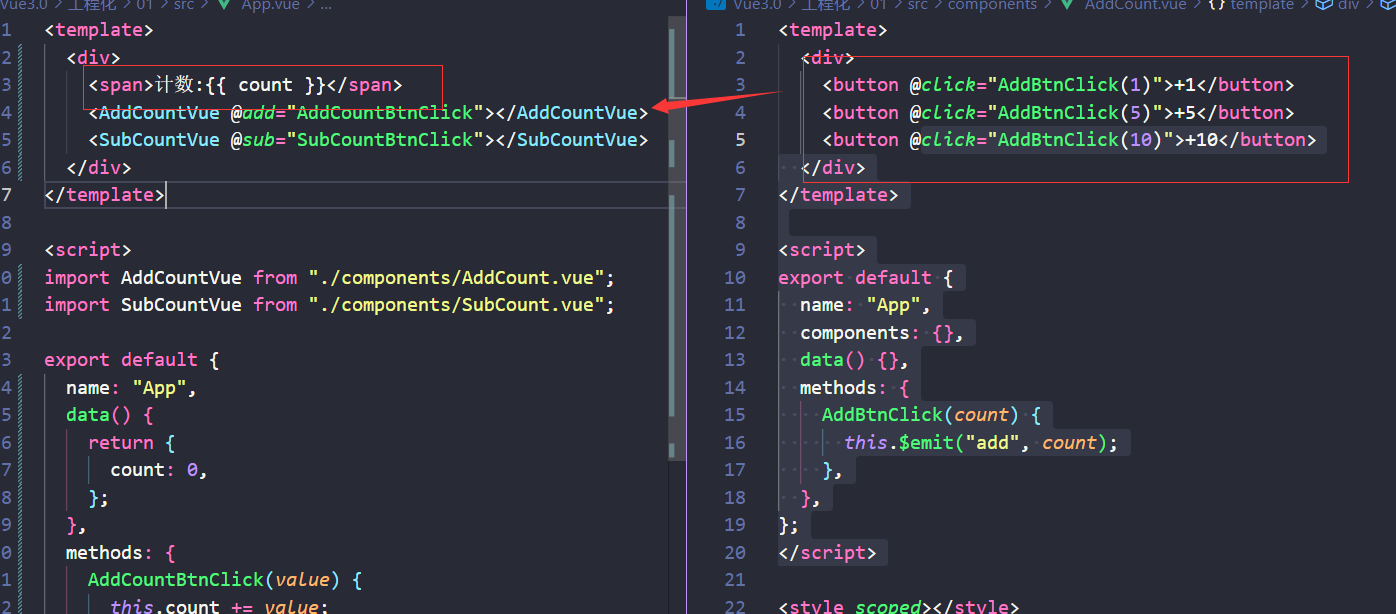 Vue3.0 > 工程化 > 01 > src > App.vue > ...
1 <template>
2 <div>
3 <span>计数:{{ count }}</span>
4 <AddCountVue @add="AddCountBtnClick"></AddCountVue>
5 <SubCountVue @sub="SubCountBtnClick"></SubCountVue>
6 </div>
7 </template>
8
9 <script>
0 import AddCountVue from "./components/AddCount.vue";
1 import SubCountVue from "./components/SubCount.vue";
2
3 export default {
4 name: "App",
5 data() {
6 return {
7 count: 0,
8 };
9 },
0 methods: {
1 AddCountBtnClick(value) {
2 this.count += value;
Vue3.0 > 工程化 > 01 > src > components > AddCount.vue > {} template > div >
1 <template>
2 <div>
3 <button @click="AddBtnClick(1)">+1</button>
4 <button @click="AddBtnClick(5)">+5</button>
5 <button @click="AddBtnClick(10)">+10</button>
6 </div>
7 </template>
8
9 <script>
10 export default {
11 name: "App",
12 components: {},
13 data() {},
14 methods: {
15 AddBtnClick(count) {
16 this.$emit("add", count);
17 },
18 },
19 };
20 </script>
21
22 <style scoped></style>